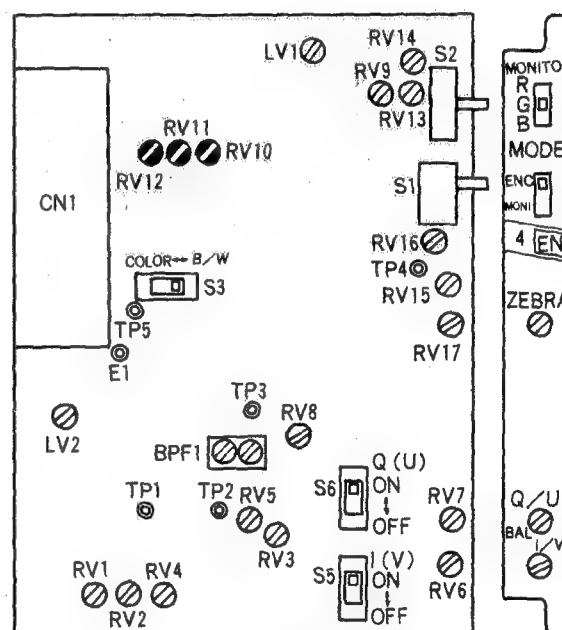 LV1
RV14
S2
RV9
RV13
MONITO
R
G
B
RV11
RV10
RV12
MODE
CN1
S1
ENC
MONI
RV16
4 EN
COLOR↔B/W
S3
TP4
RV15
ZEBRA
TP5
RV17
E1
TP3
RV8
LV2
BPF1
Q(U)
S6
ON
↓
OFF
TP1
TP2
RV5
RV7
Q/U
BAL
I/V
RV3
I(V)
S5
ON
↓
OFF
RV6
RV1
RV4
RV2